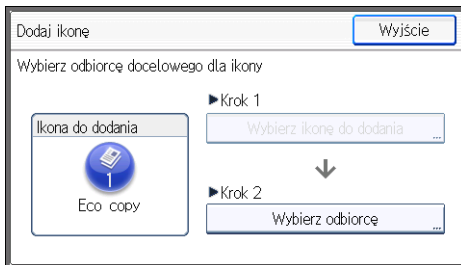 Dodaj ikonę
Wyjście
Wybierz odbiorcę docelowego dla ikony
►Krok 1
Ikona do dodania
Wybierz ikonę do dodania
...
1
Eco copy
►Krok 2
Wybierz odbiorcę
...